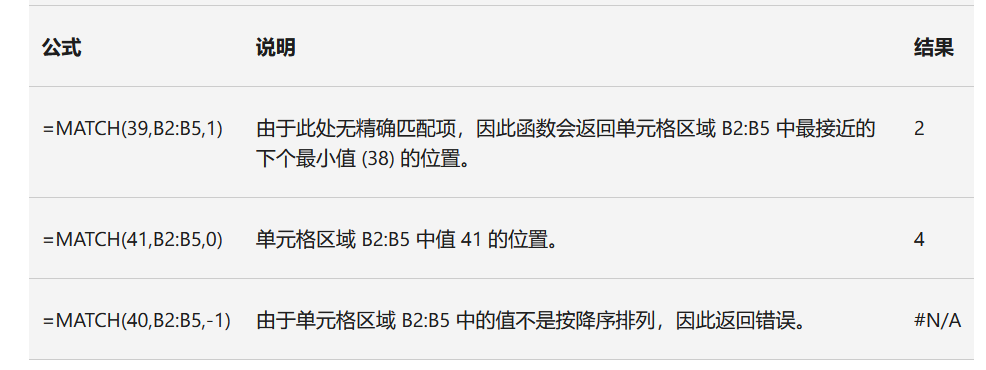 公式 说明 结果
=MATCH(39,B2:B5,1) 由于此处无精确匹配项，因此函数会返回单元格区域 B2:B5 中最接近的 2
下个最小值 (38) 的位置。
=MATCH(41,B2:B5,0) 单元格区域 B2:B5 中值 41 的位置。 4
=MATCH(40,B2:B5,-1) 由于单元格区域 B2:B5 中的值不是按降序排列，因此返回错误。 #N/A